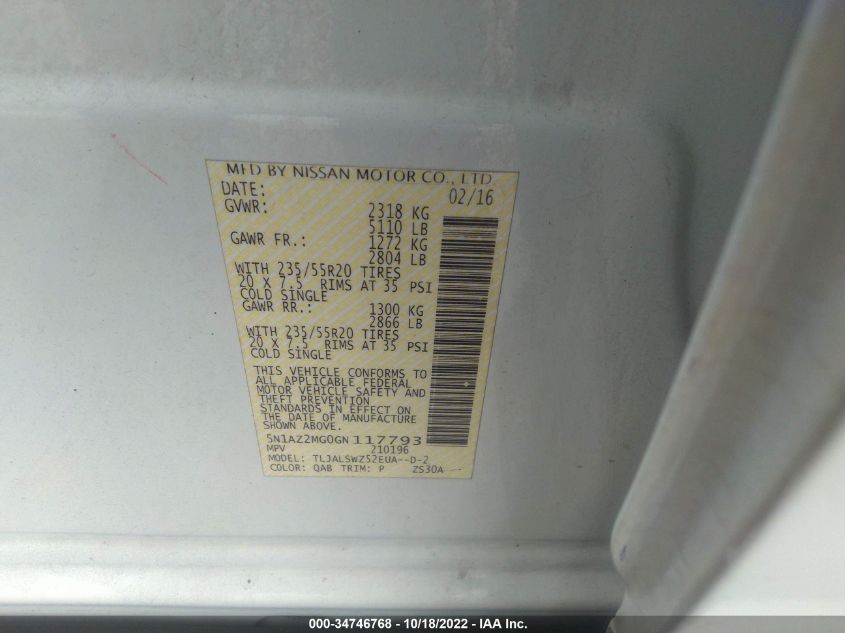 MFD BY NISSAN MOTOR CO., LTD
DATE: 02/16
GVWR: 2318 KG
5110 LB
GAWR FR.: 1272 KG
2804 LB
WITH 235/55R20 TIRES
20 X 7.5 RIMS AT 35 PSI
COLD SINGLE
GAWR RR.: 1300 KG
2866 LB
WITH 235/55R20 TIRES
20 X 7.5 RIMS AT 35 PSI
COLD SINGLE
THIS VEHICLE CONFORMS TO
ALL APPLICABLE FEDERAL
MOTOR VEHICLE SAFETY AND
THEFT PREVENTION
STANDARDS IN EFFECT ON
THE DATE OF MANUFACTURE
SHOWN ABOVE.
5N1AZ2MG0GN117793
MPV 210196
MODEL: TLJALSWZ52EUA--D-2
COLOR: QAB TRIM: P ZS30A --
000-34746768 - 10/18/2022 - IAA Inc.